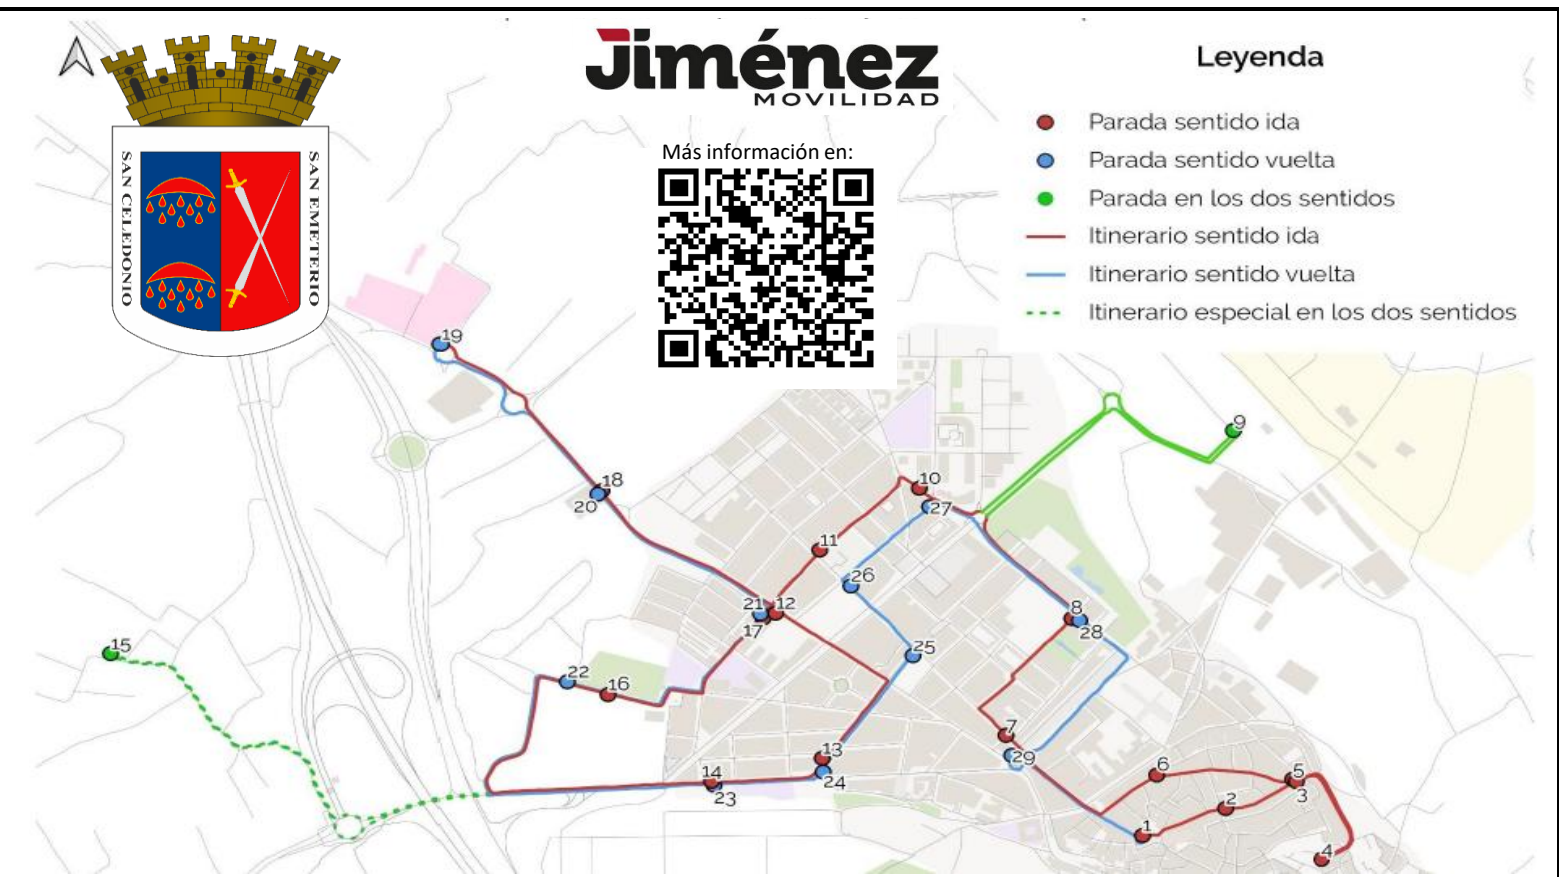 Jiménez
MOVILIDAD
Más información en:
SAN CELEDONIO
SAN EMETERIO
Leyenda
Parada sentido ida
Parada sentido vuelta
Parada en los dos sentidos
Itinerario sentido ida
Itinerario sentido vuelta
Itinerario especial en los dos sentidos
19
9
18
20
10
27
11
26
21
12
17
8
28
15
25
22
16
7
29
13
24
14
23
6
5
3
2
1
4